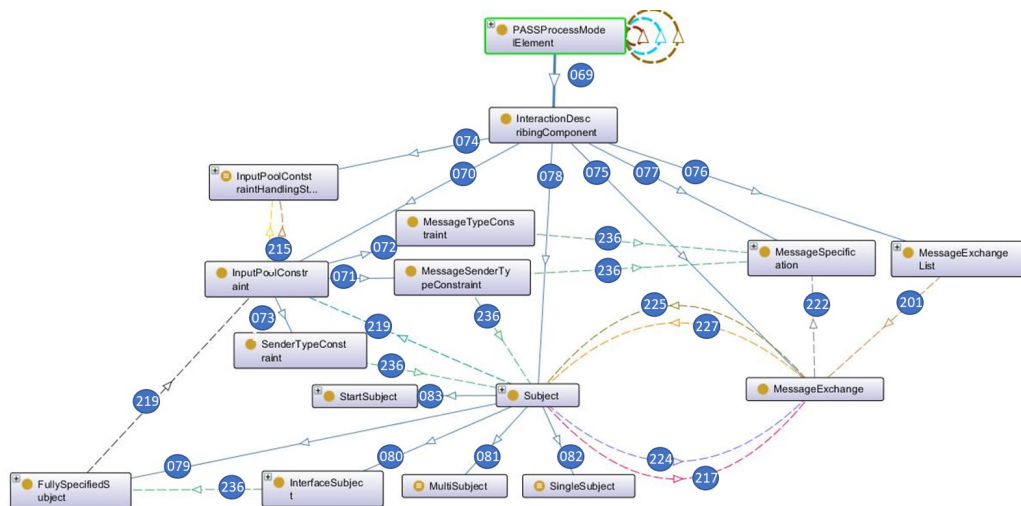 PASSProcessMode
lElement
069
InteractionDesc
ribingComponent
074
070
078
075
077
076
InputPoolContst
raintHandlingSt...
MessageTypeCons
traint
215
072
236
MessageSpecific
ation
MessageExchange
List
InputPoolConstr
aint
071
MessageSenderTy
peConstraint
236
222
201
073
236
219
225
227
SenderTypeConst
raint
236
219
StartSubject
083
Subject
MessageExchange
079
080
081
082
224
217
FullySpecifiedS
ubject
236
InterfaceSubjec
t
MultiSubject
SingleSubject